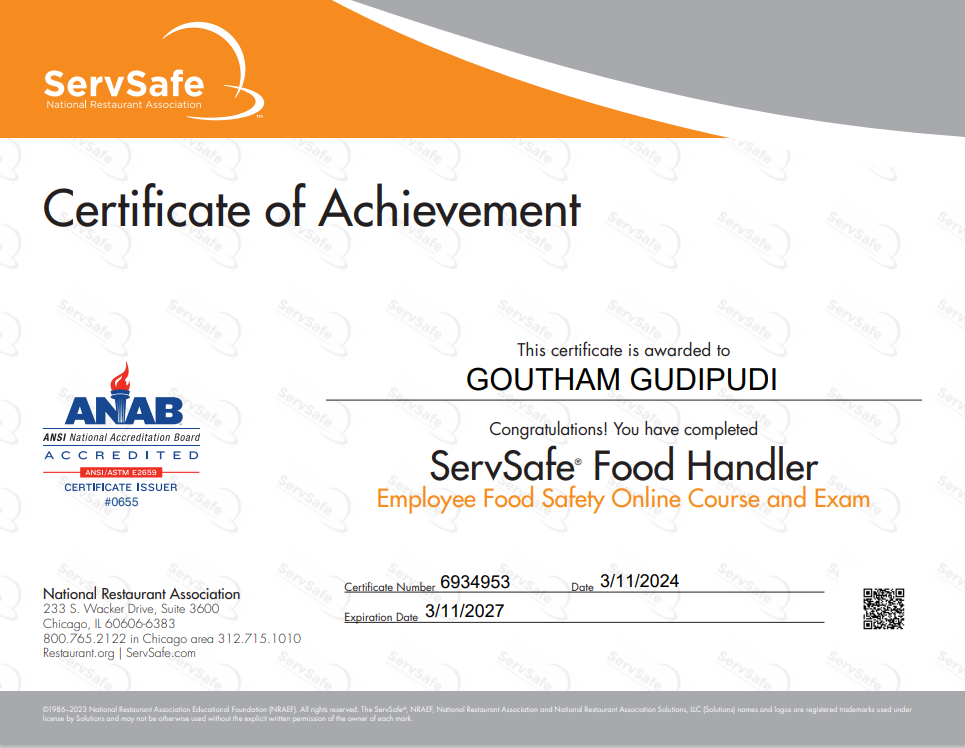 ServSafe
National Restaurant Association
Certificate of Achievement
This certificate is awarded to
GOUTHAM GUDIPUDI
Congratulations! You have completed
ServSafe® Food Handler
Employee Food Safety Online Course and Exam
ANAB
ANSI National Accreditation Board
ACCREDITED
ANSI/ASTM E2659
CERTIFICATE ISSUER
#0655
Certificate Number 6934953 Date 3/11/2024
Expiration Date 3/11/2027
National Restaurant Association
233 S. Wacker Drive, Suite 3600
Chicago, IL 60606-6383
800.765.2122 in Chicago area 312.715.1010
Restaurant.org | ServSafe.com
©1986–2023 National Restaurant Association Educational Foundation (NRAEF). All rights reserved. The ServSafe®, NRAEF, National Restaurant Association and National Restaurant Association Solutions, LLC (Solutions) names and logos are registered trademarks used under
license by Solutions and may not be otherwise used without the explicit written permission of the owner of each mark.